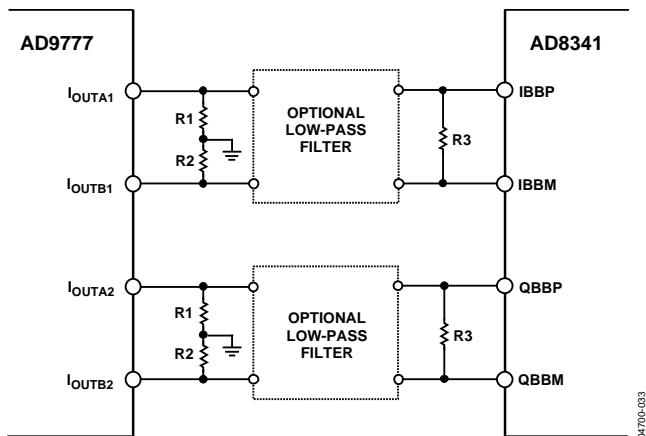 AD9777
AD8341
IOUTA1
IBBP
R1
R2
OPTIONAL
LOW-PASS
FILTER
R3
IOUTB1
IBBM
IOUTA2
QBBP
R1
R2
OPTIONAL
LOW-PASS
FILTER
R3
IOUTB2
QBBM
04700-033